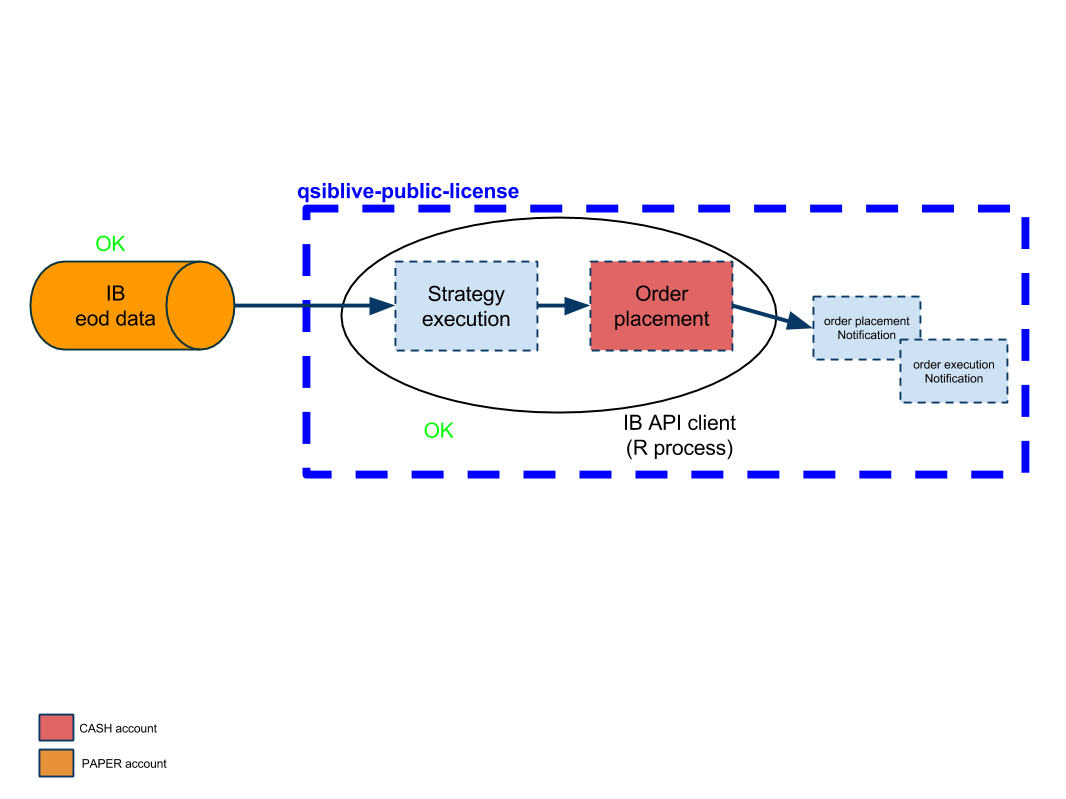 qsiblive-public-license
OK
IB
eod data
Strategy
execution
Order
placement
order placement
Notification
order execution
Notification
OK
IB API client
(R process)
CASH account
PAPER account